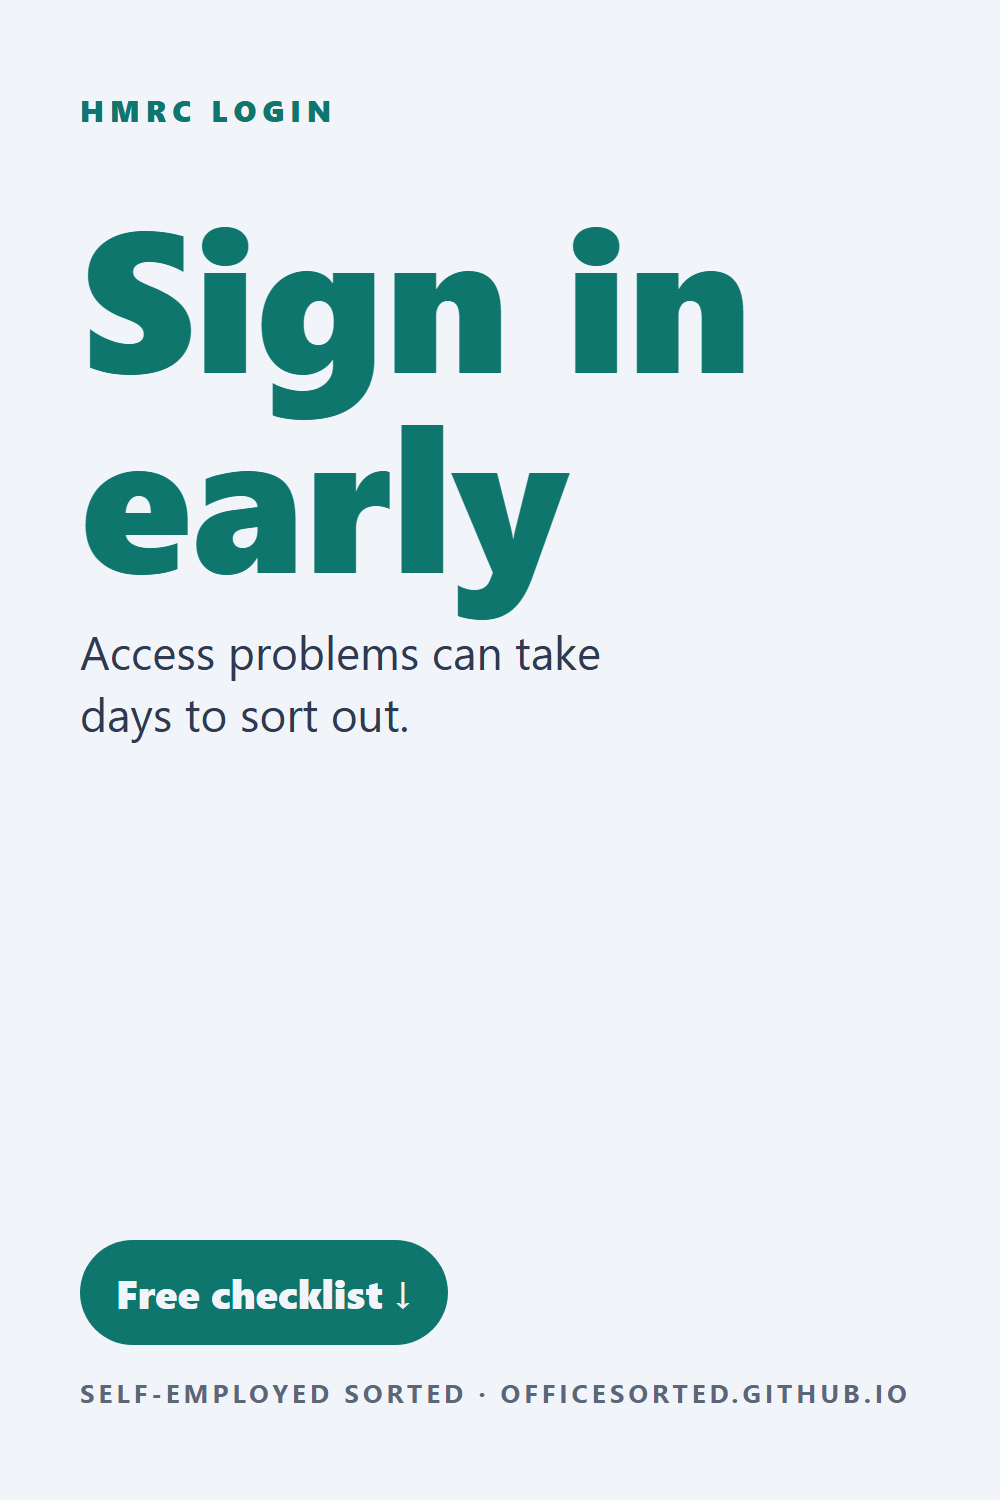 HMRC LOGIN
Sign in
early
Access problems can take
days to sort out.
Free checklist ↓
SELF-EMPLOYED SORTED · OFFICESORTED.GITHUB.IO